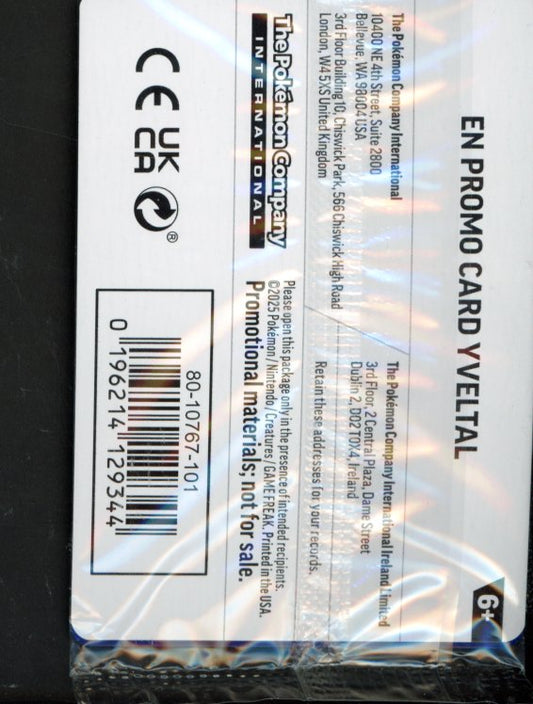 EN PROMO CARD YVELTAL
6+
The Pokémon Company International
10400 NE 4th Street, Suite 2800
Bellevue, WA 98004 USA
3rd Floor Building 10, Chiswick Park, 566 Chiswick High Road
London, W4 5XS United Kingdom
The Pokémon Company International Ireland Limited
3rd Floor, 2 Central Plaza, Dame Street
Dublin 2, D02 T0X4, Ireland
Retain these addresses for your records.
The Pokémon Company
INTERNATIONAL
Please open this package only in the presence of intended recipients.
©2025 Pokémon / Nintendo / Creatures / GAME FREAK. Printed in the USA.
Promotional materials; not for sale.
CE UK
CA ®
80-10767-101
0 196214 129344